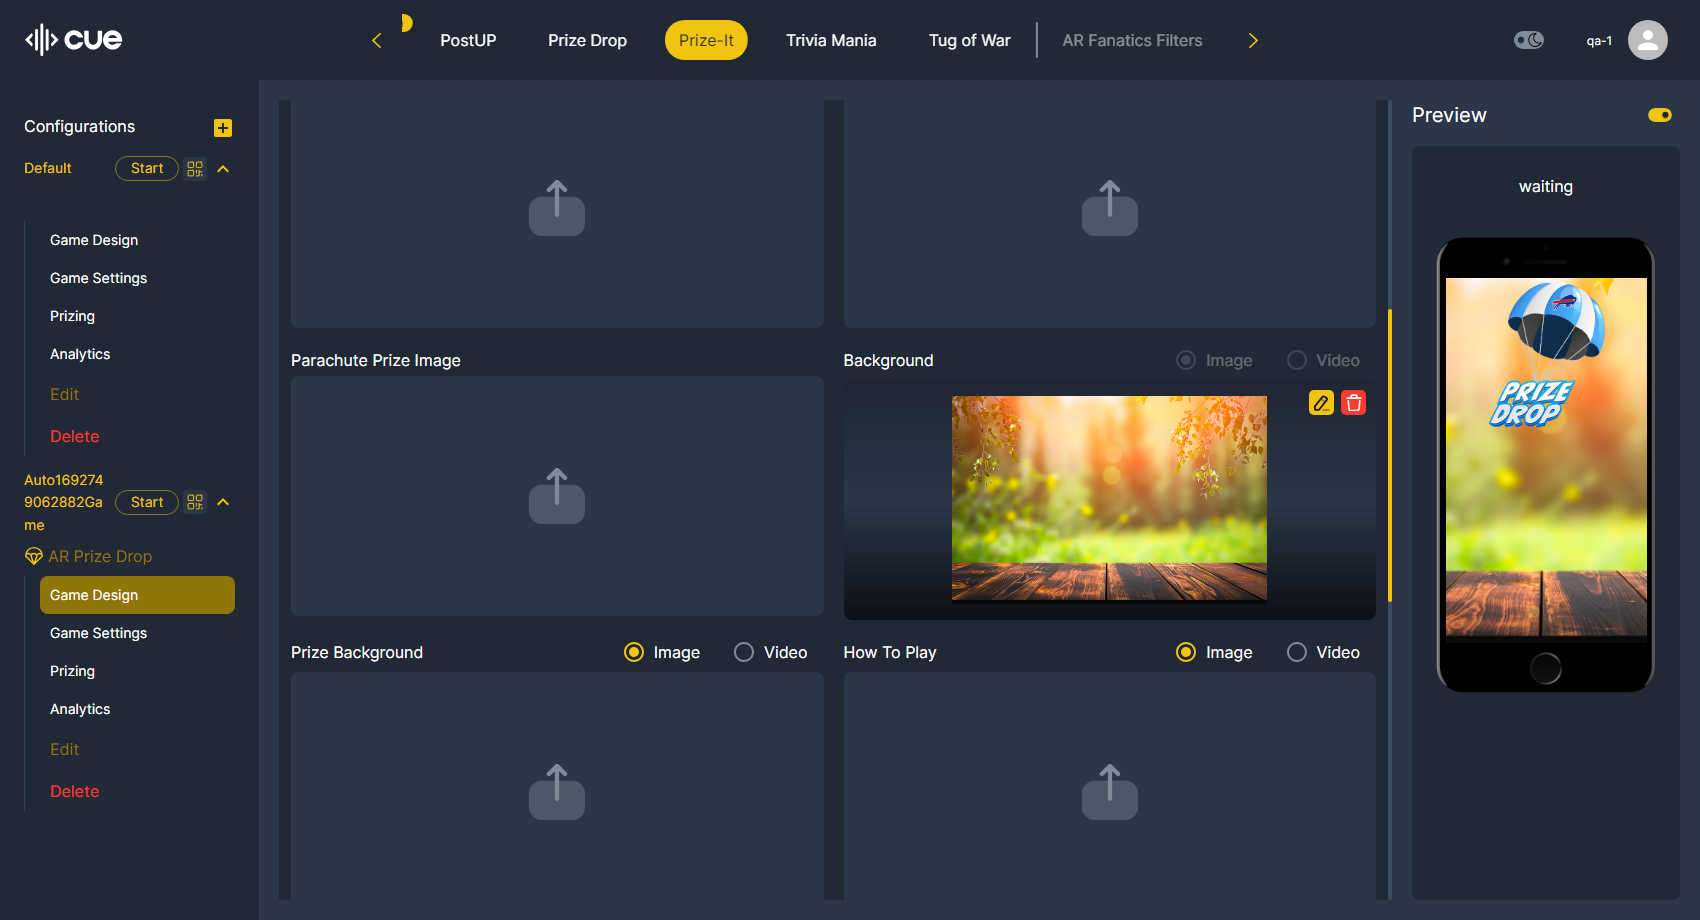 cue
PostUP
Prize Drop
Prize-It
Trivia Mania
Tug of War
AR Fanatics Filters
qa-1
Configurations
Default
Start
Game Design
Game Settings
Prizing
Analytics
Edit
Delete
Auto169274
9062882Ga
me
Start
AR Prize Drop
Game Design
Game Settings
Prizing
Analytics
Edit
Delete
Parachute Prize Image
Background
Image
Video
Prize Background
Image
Video
How To Play
Image
Video
Preview
waiting
PRIZE
DROP